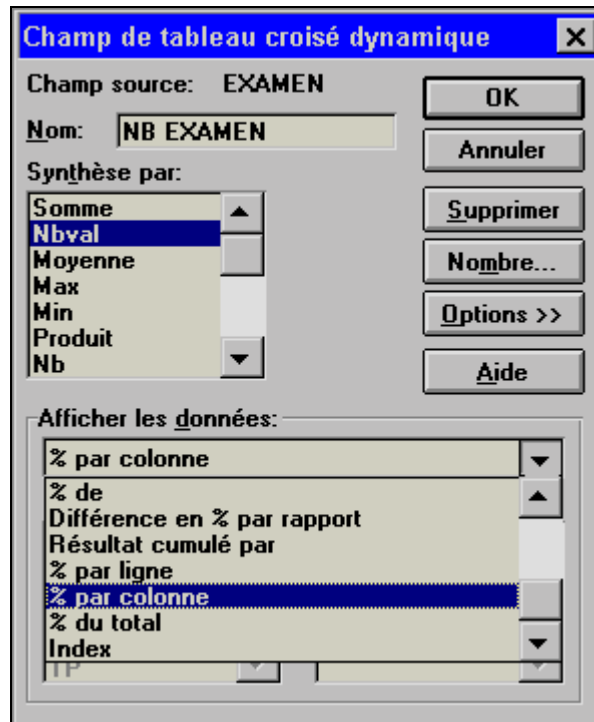 Champ de tableau croisé dynamique
Champ source: EXAMEN
Nom: NB EXAMEN
Synthèse par:
Somme
Nbval
Moyenne
Max
Min
Produit
Nb
OK
Annuler
Supprimer
Nombre...
Options >>
Aide
Afficher les données:
% par colonne
% de
Différence en % par rapport
Résultat cumulé par
% par ligne
% par colonne
% du total
Index
TP